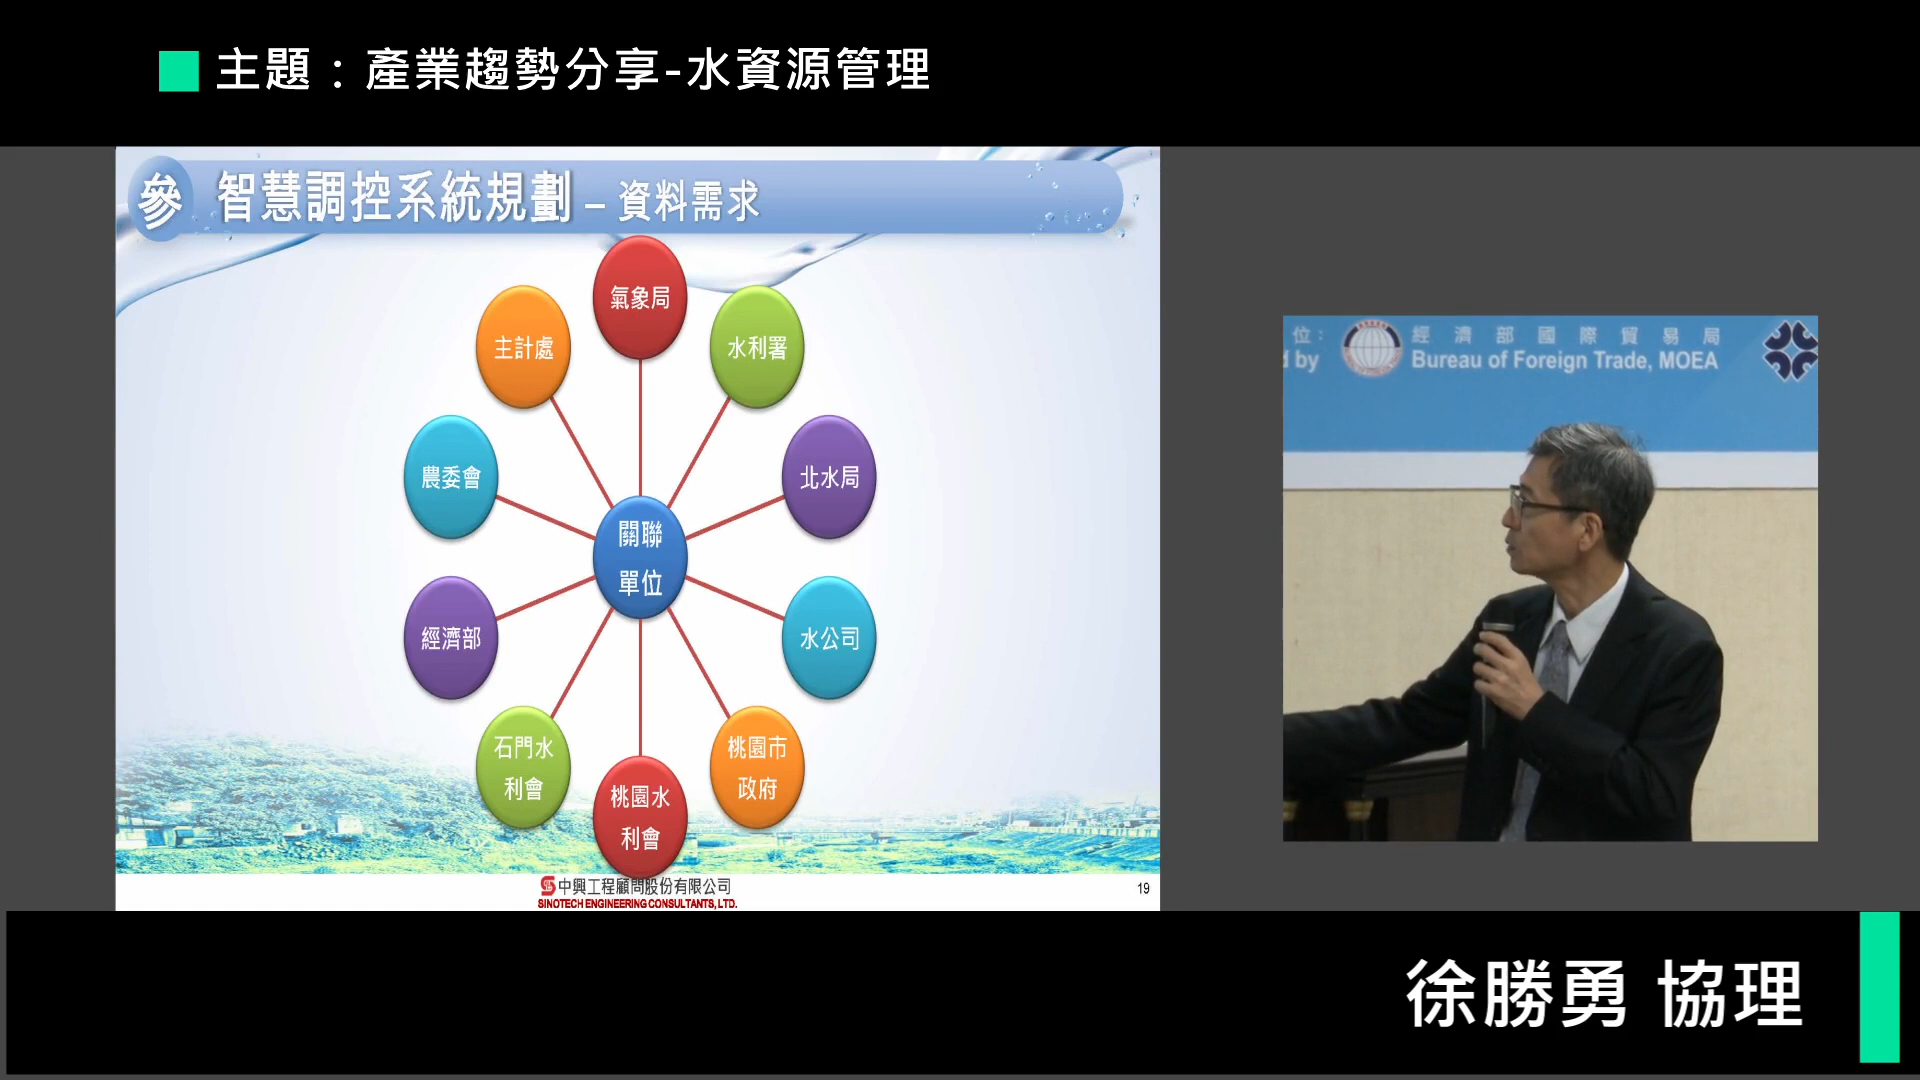 主題：產業趨勢分享-水資源管理
參 智慧調控系統規劃 – 資料需求
氣象局
主計處
水利署
農委會
北水局
關聯
單位
經濟部
水公司
石門水
利會
桃園水
利會
桃園市
政府
中興工程顧問股份有限公司
SINOTECH ENGINEERING CONSULTANTS, LTD.
19
位：
經濟部國際貿易局
d by
Bureau of Foreign Trade, MOEA
徐勝勇 協理